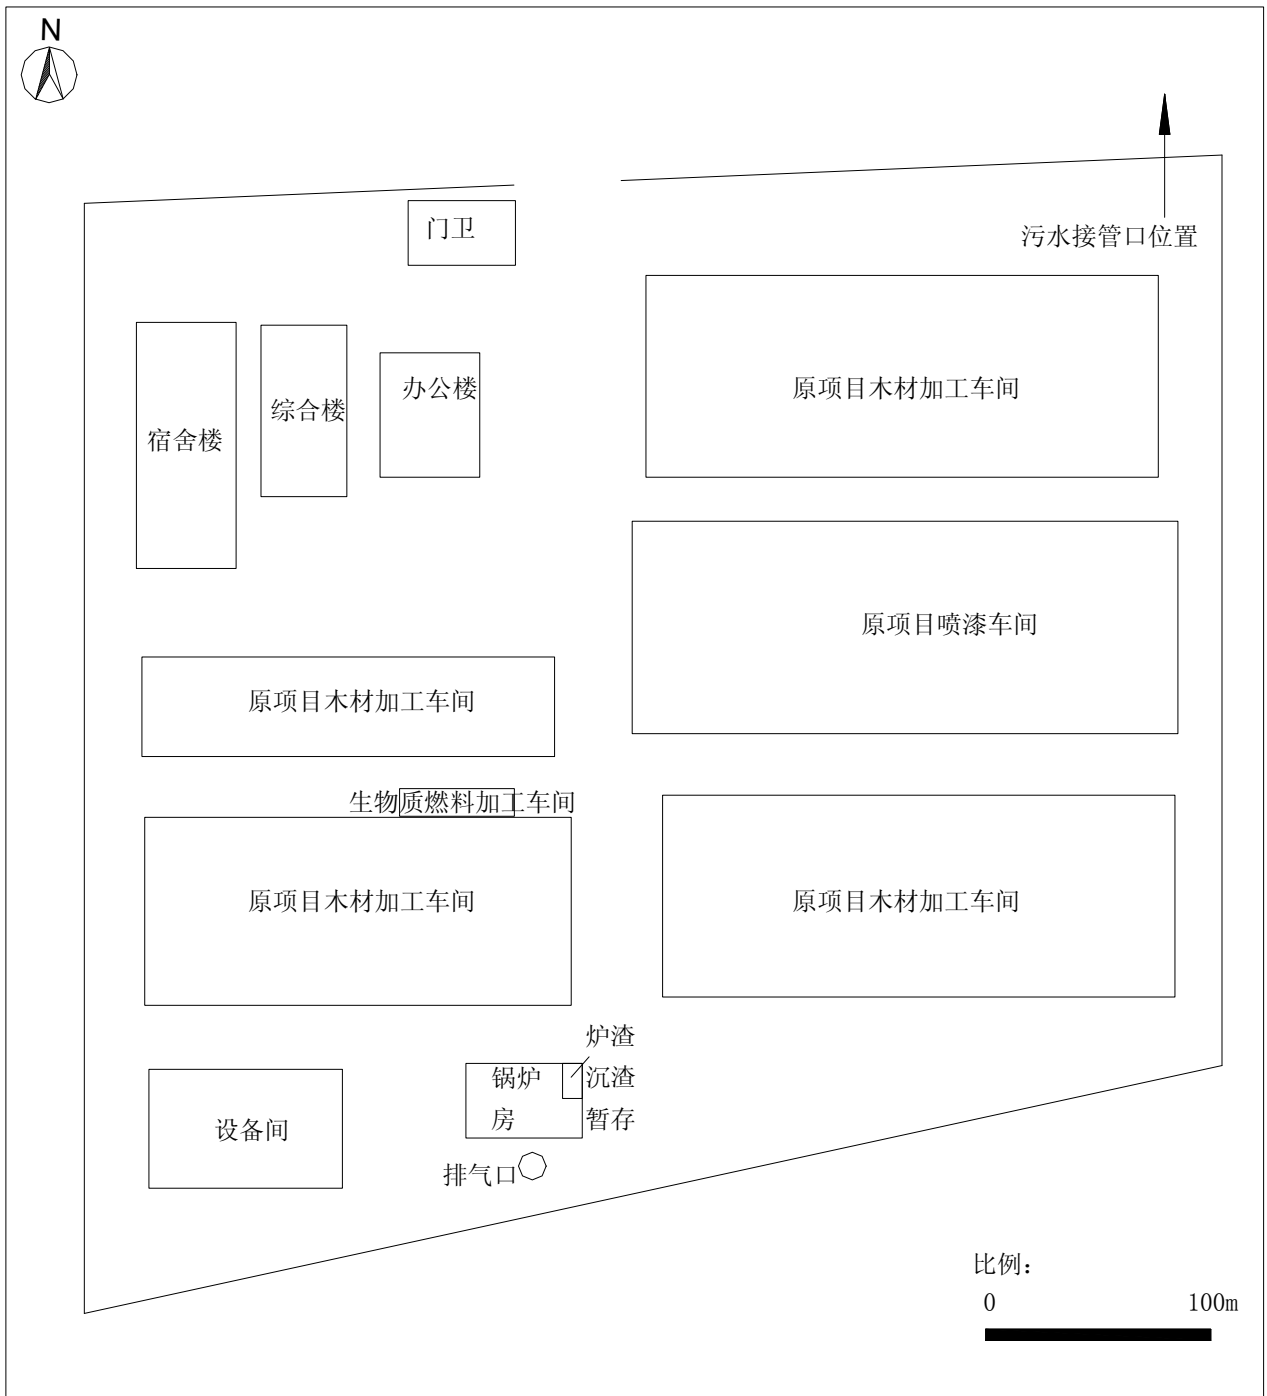 N
门卫
污水接管口位置
办公楼
原项目木材加工车间
综合楼
宿舍楼
原项目喷漆车间
原项目木材加工车间
生物质燃料加工车间
原项目木材加工车间
原项目木材加工车间
炉渣
沉渣
暂存
锅炉
房
设备间
排气口
比例:
0 100m